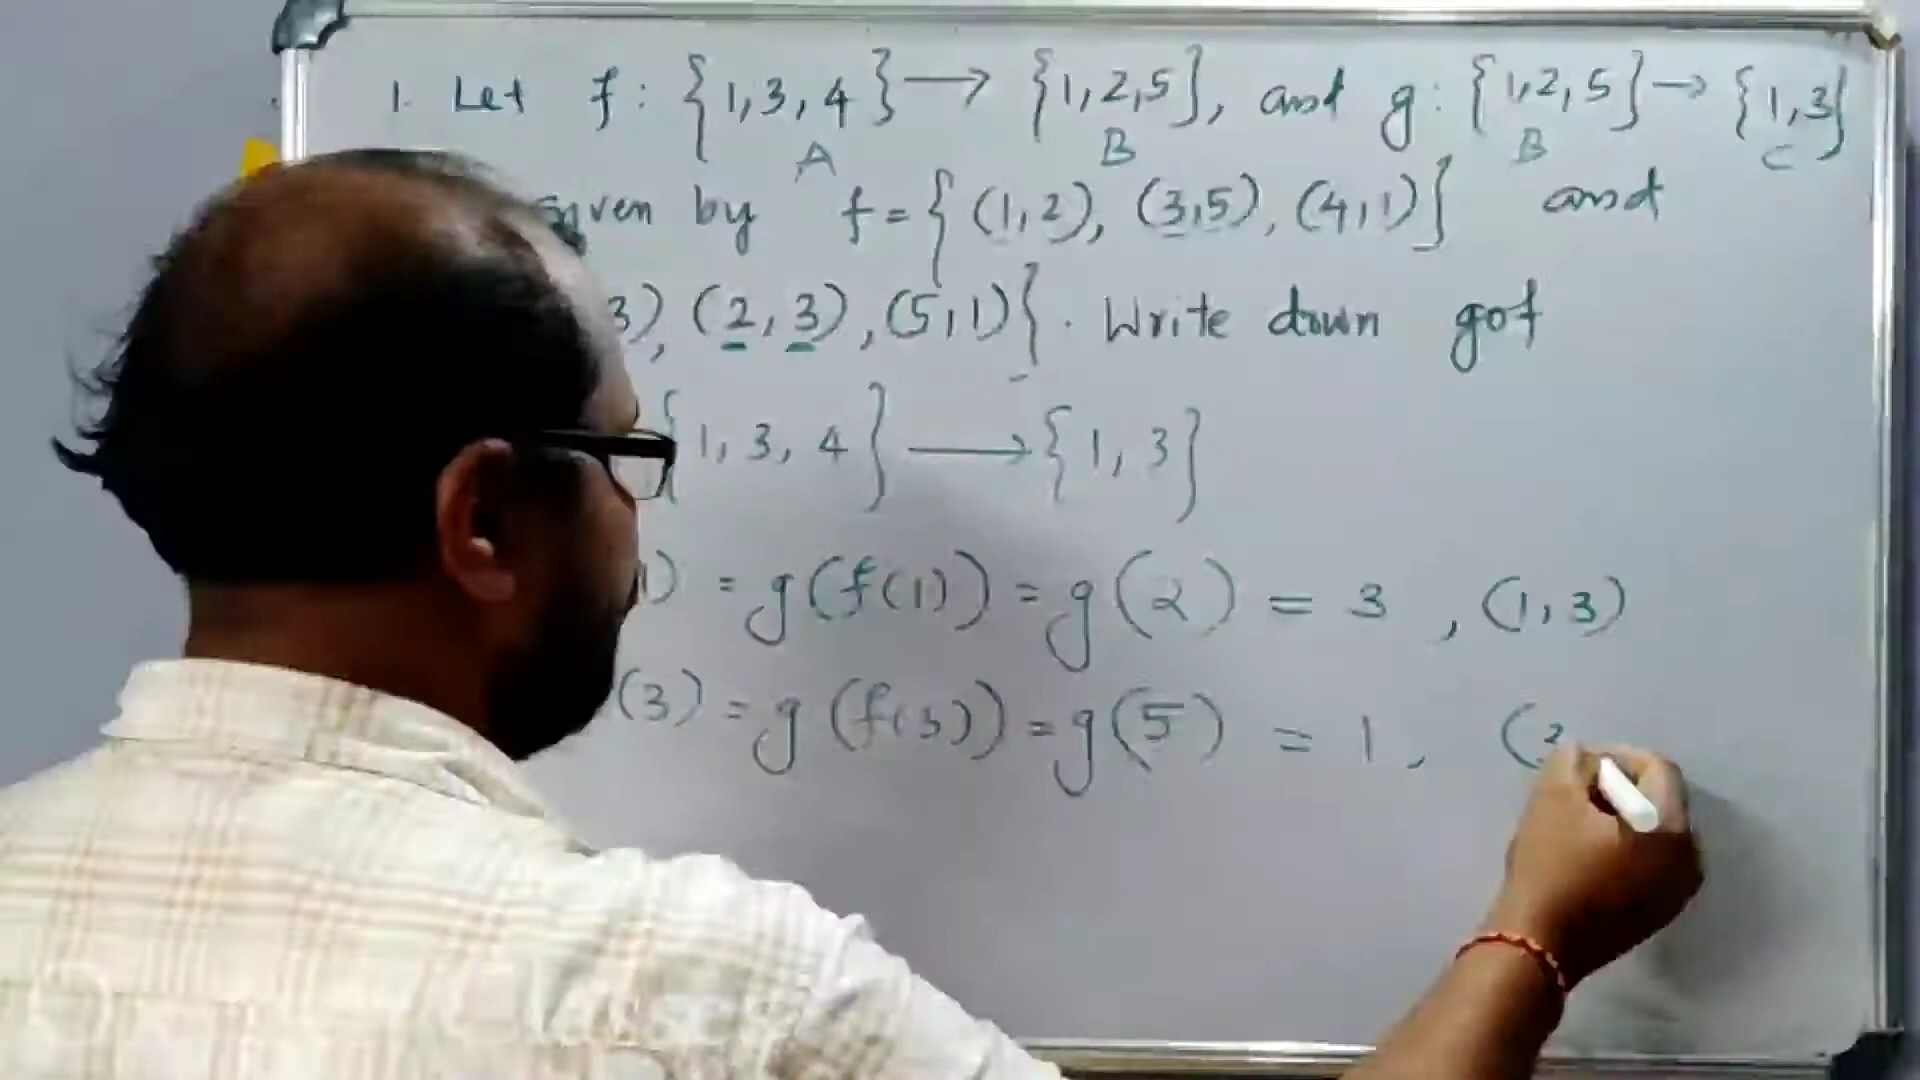 1. Let f: {1,3,4} → {1,2,5}, and g: {1,2,5} → {1,3}
A B B C
given by f = { (1,2), (3,5), (4,1)} and
3), (2,3), (5,1)}. Write down gof
{1, 3, 4} → {1, 3}
1) = g(f(1)) = g(2) = 3 , (1,3)
(3) = g(f(3)) = g(5) = 1, (3